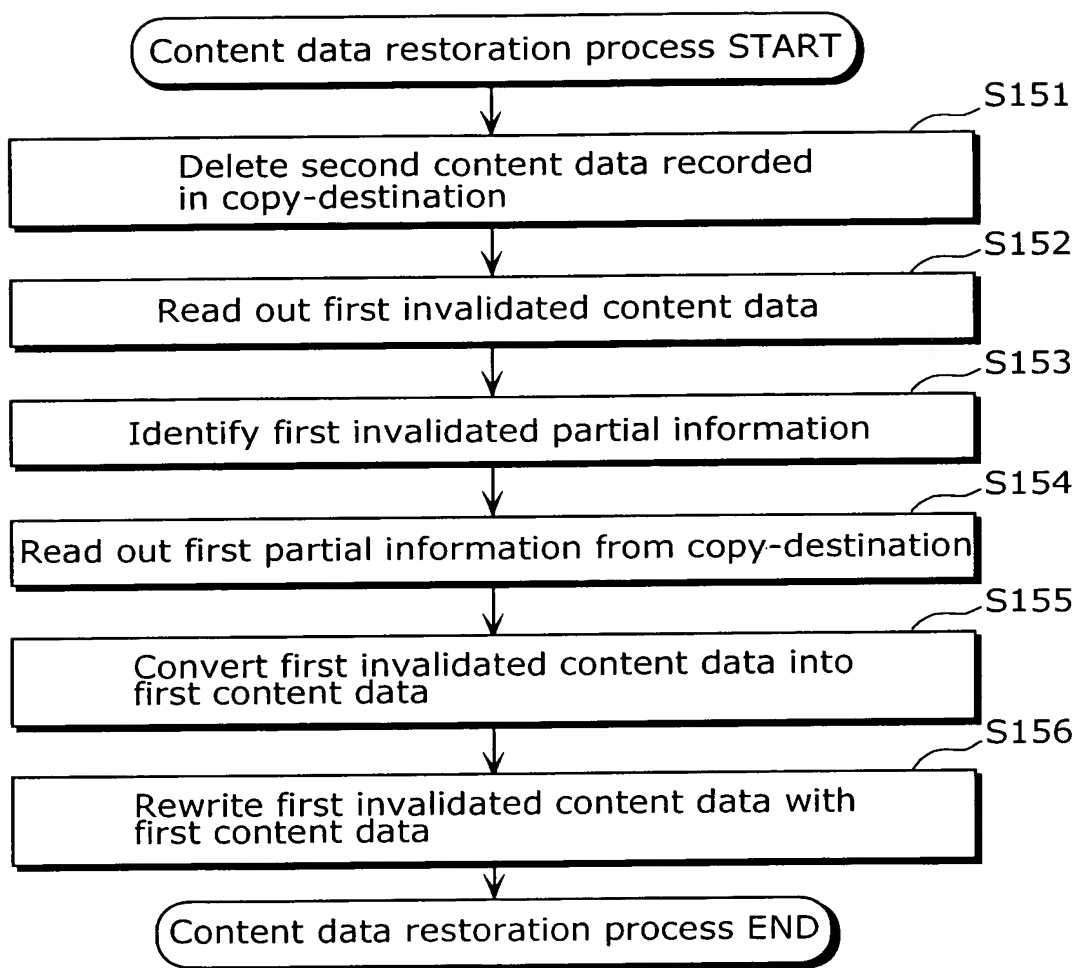 Content data restoration process START
S151
Delete second content data recorded
in copy-destination
S152
Read out first invalidated content data
S153
Identify first invalidated partial information
S154
Read out first partial information from copy-destination
S155
Convert first invalidated content data into
first content data
S156
Rewrite first invalidated content data with
first content data
Content data restoration process END